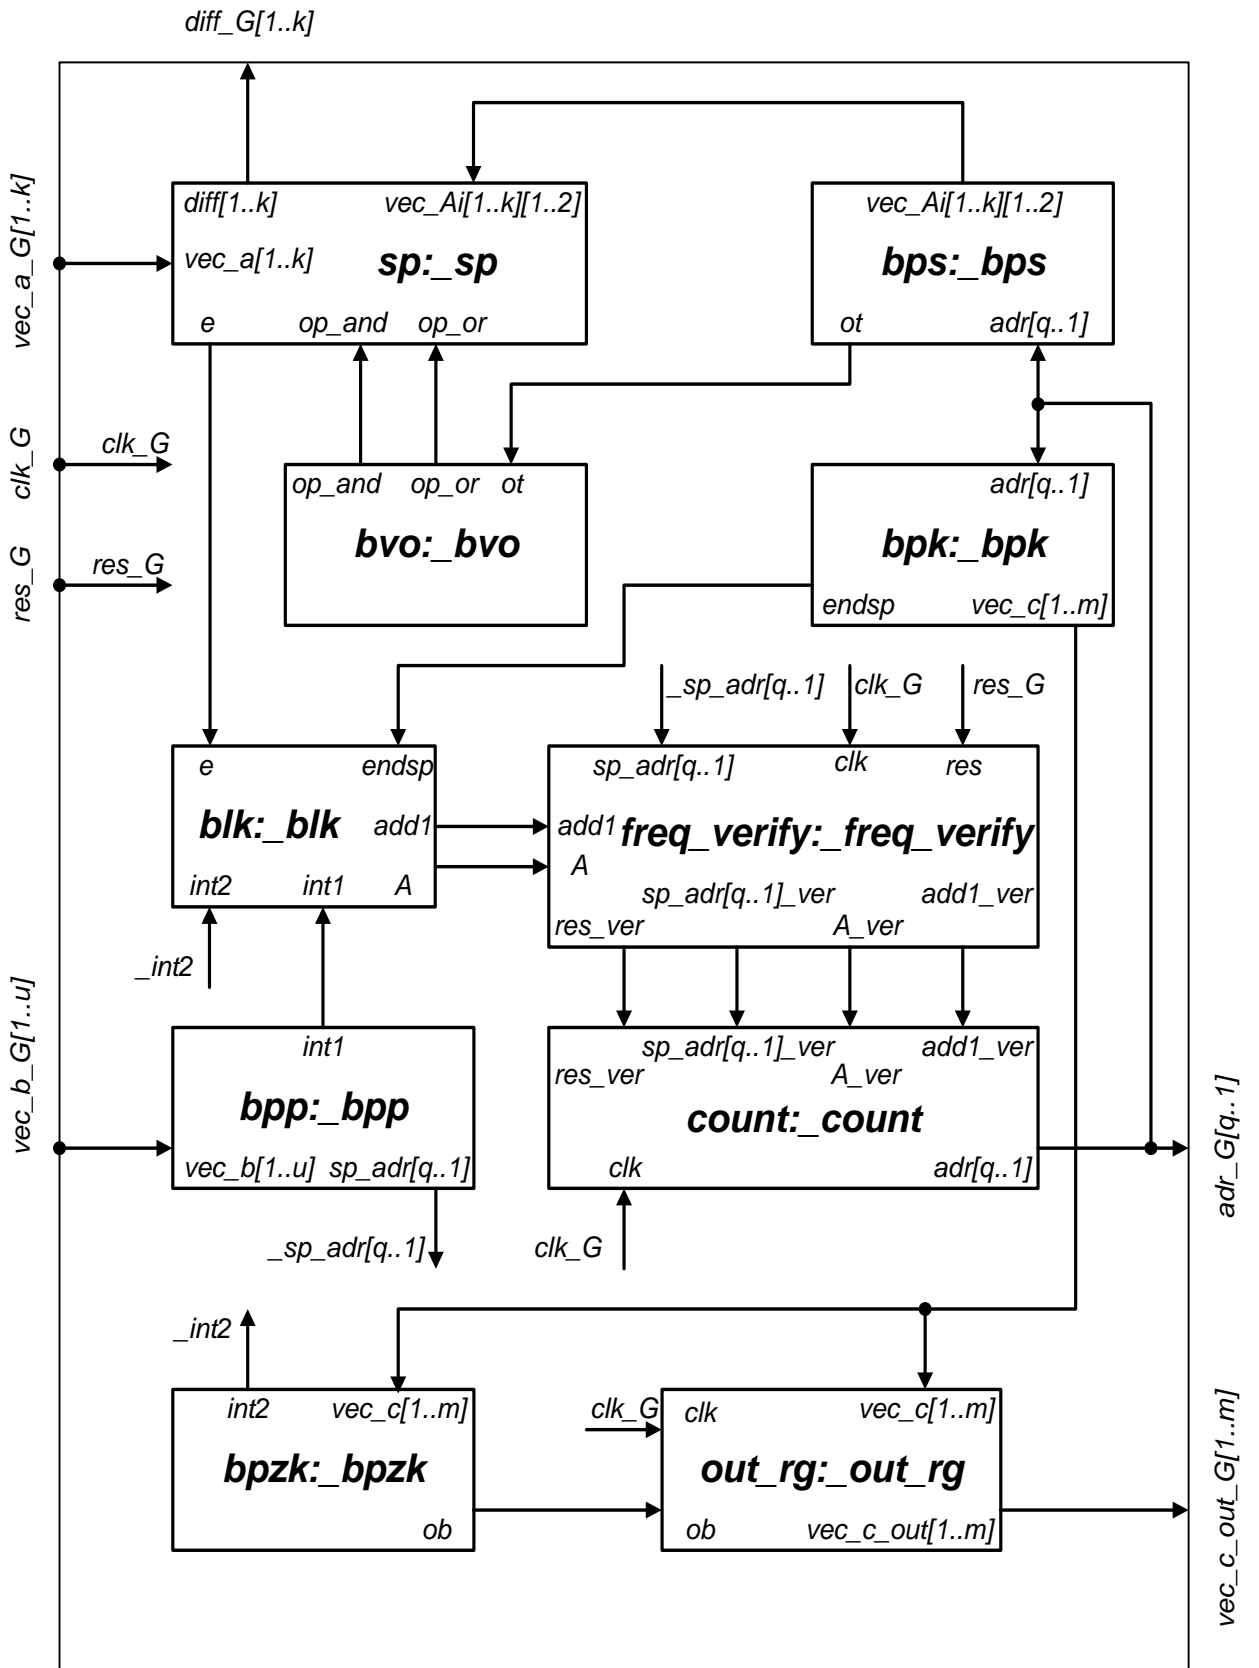 diff_G[1..k]
vec_a_G[1..k]
diff[1..k]
vec_Ai[1..k][1..2]
vec_a[1..k]
sp:_sp
e
op_and
op_or
vec_Ai[1..k][1..2]
bps:_bps
ot
adr[q..1]
clk_G
clk_G
res_G
res_G
op_and
op_or
ot
bvo:_bvo
adr[q..1]
bpk:_bpk
endsp
vec_c[1..m]
_sp_adr[q..1]
clk_G
res_G
e
endsp
blk:_blk
add1
int2
int1
A
sp_adr[q..1]
clk
res
add1
freq_verify:_freq_verify
A
sp_adr[q..1]_ver
add1_ver
res_ver
A_ver
_int2
vec_b_G[1..u]
int1
bpp:_bpp
vec_b[1..u]
sp_adr[q..1]
sp_adr[q..1]_ver
add1_ver
res_ver
A_ver
count:_count
clk
adr[q..1]
adr_G[q..1]
_sp_adr[q..1]
clk_G
_int2
int2
vec_c[1..m]
bpzk:_bpzk
ob
clk_G
clk
vec_c[1..m]
out_rg:_out_rg
ob
vec_c_out[1..m]
vec_c_out_G[1..m]